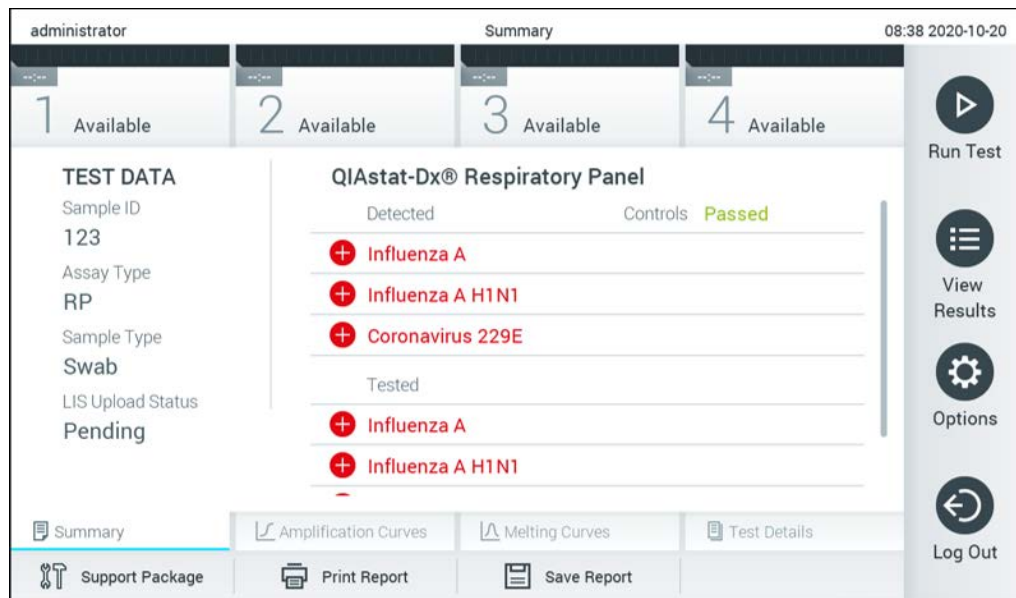 administrator Summary 08:38 2020-10-20
--:-- --:-- --:-- --:--
1 Available 2 Available 3 Available 4 Available
Run Test
TEST DATA
Sample ID
123
Assay Type
RP
Sample Type
Swab
LIS Upload Status
Pending
QIAstat-Dx® Respiratory Panel
Detected Controls Passed
Influenza A
Influenza A H1N1
Coronavirus 229E
Tested
Influenza A
Influenza A H1N1
View
Results
Options
Log Out
Summary Amplification Curves Melting Curves Test Details
Support Package Print Report Save Report